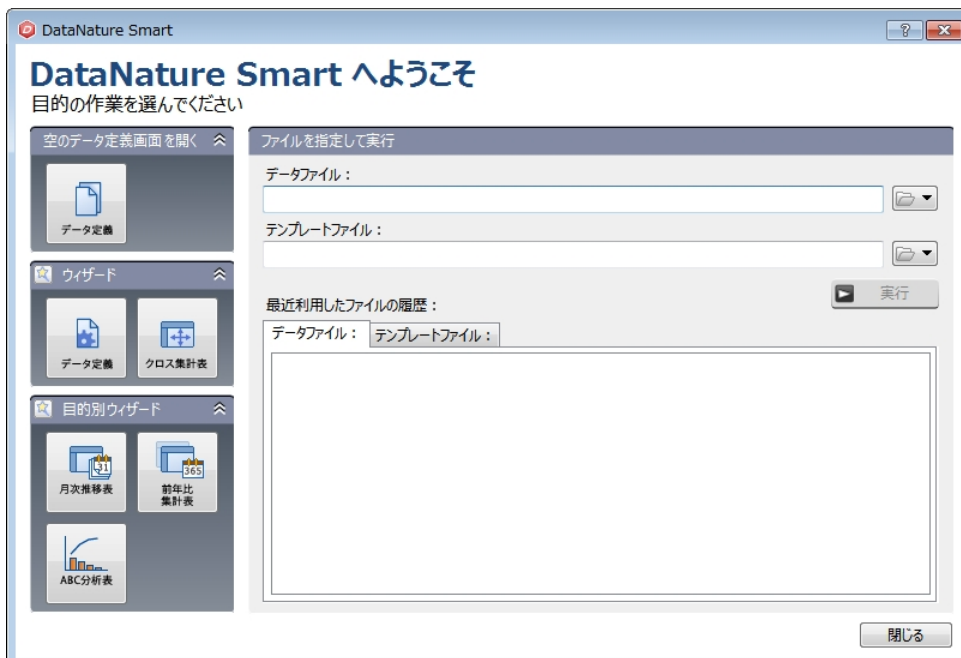 DataNature Smart
DataNature Smart へようこそ
目的の作業を選んでください
空のデータ定義画面を開く
データ定義
ウィザード
データ定義
クロス集計表
目的別ウィザード
31
月次推移表
365
前年比
集計表
ABC分析表
ファイルを指定して実行
データファイル：
テンプレートファイル：
実行
最近利用したファイルの履歴：
データファイル：
テンプレートファイル：
閉じる